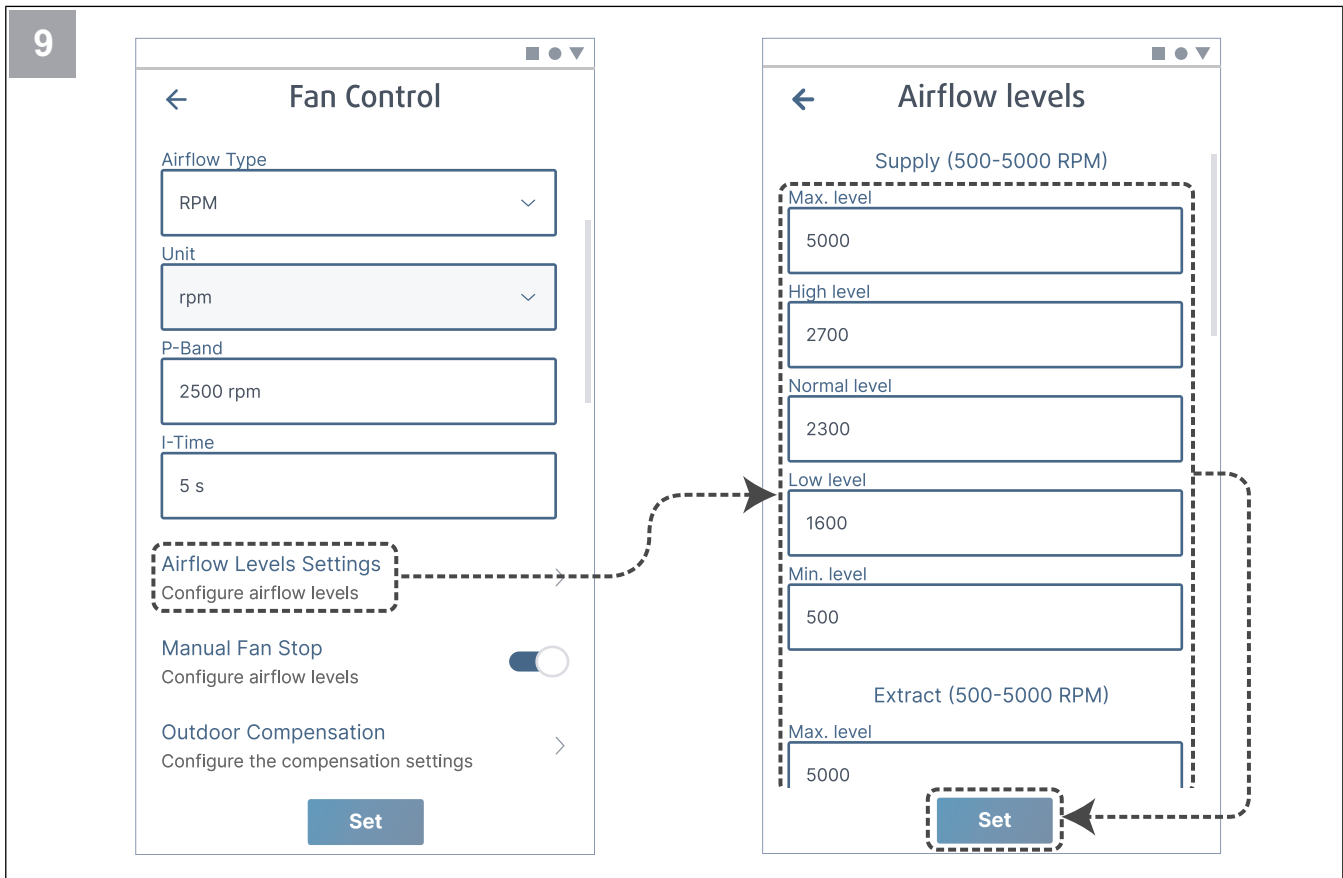 9
Fan Control
Airflow Type
RPM
Unit
rpm
P-Band
2500 rpm
I-Time
5 s
Airflow Levels Settings
Configure airflow levels
Manual Fan Stop
Configure airflow levels
Outdoor Compensation
Configure the compensation settings
Set
Airflow levels
Supply (500-5000 RPM)
Max. level
5000
High level
2700
Normal level
2300
Low level
1600
Min. level
500
Extract (500-5000 RPM)
Max. level
5000
Set